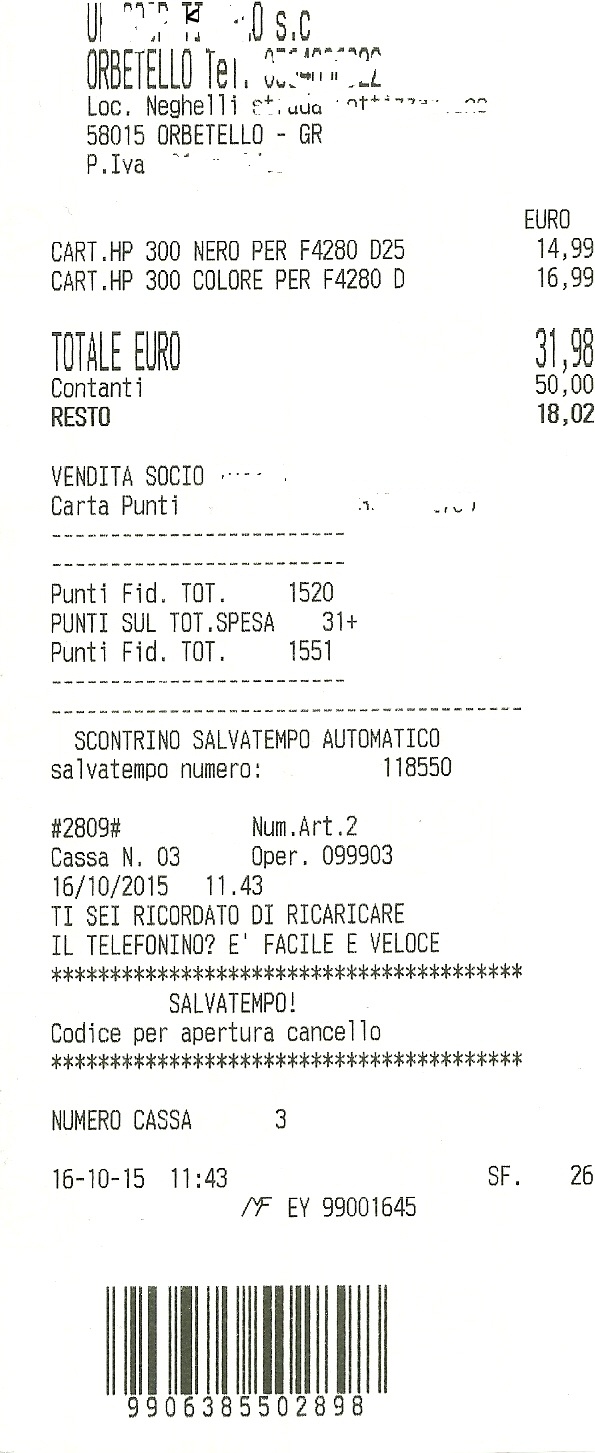 s.c
ORBETELLO Tel.
Loc. Neghelli
58015 ORBETELLO - GR
P.Iva
EURO
CART.HP 300 NERO PER F4280 D25 14,99
CART.HP 300 COLORE PER F4280 D 16,99
TOTALE EURO 31,98
Contanti 50,00
RESTO 18,02
VENDITA SOCIO
Carta Punti
------------------------
------------------------
Punti Fid. TOT. 1520
PUNTI SUL TOT.SPESA 31+
Punti Fid. TOT. 1551
------------------------
----------------------------------------
SCONTRINO SALVATEMPO AUTOMATICO
salvatempo numero: 118550
#2809# Num.Art.2
Cassa N. 03 Oper. 099903
16/10/2015 11.43
TI SEI RICORDATO DI RICARICARE
IL TELEFONINO? E' FACILE E VELOCE
****************************************
SALVATEMPO!
Codice per apertura cancello
****************************************
NUMERO CASSA 3
16-10-15 11:43 SF. 26
MF EY 99001645
9906385502898